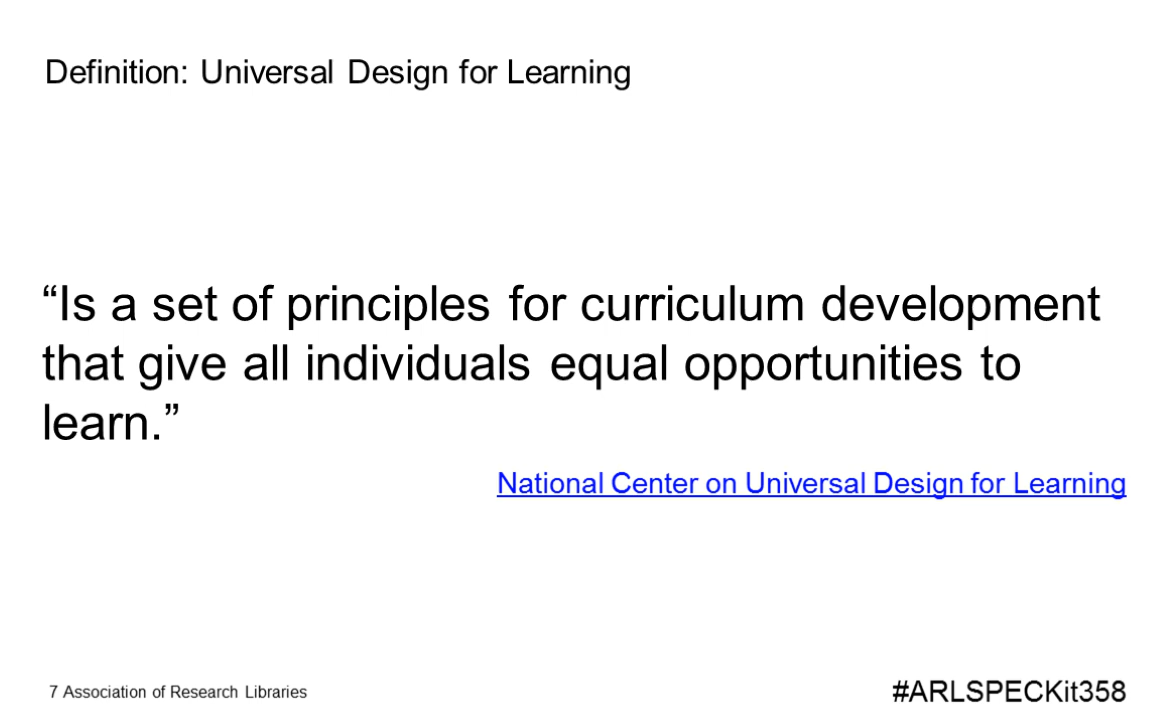 Definition: Universal Design for Learning
“Is a set of principles for curriculum development
that give all individuals equal opportunities to
learn.”
National Center on Universal Design for Learning
7 Association of Research Libraries
#ARLSPECKit358